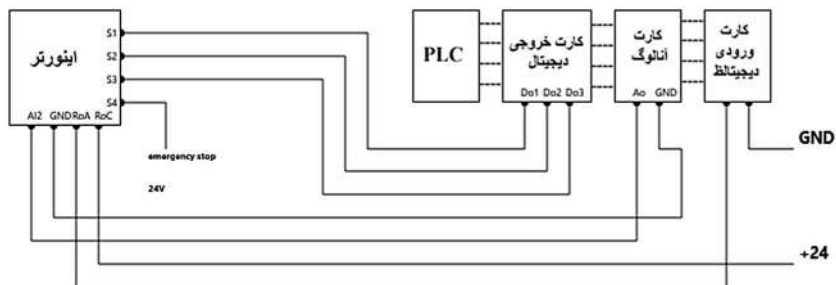 اینورتر
S1
S2
S3
S4
AI2 GND RoA RoC
emergency stop
24V
PLC
کارت خروجی
دیجیتال
Do1 Do2 Do3
کارت
آنالوگ
Ao GND
کارت
ورودی
دیجیتالظ
GND
+24